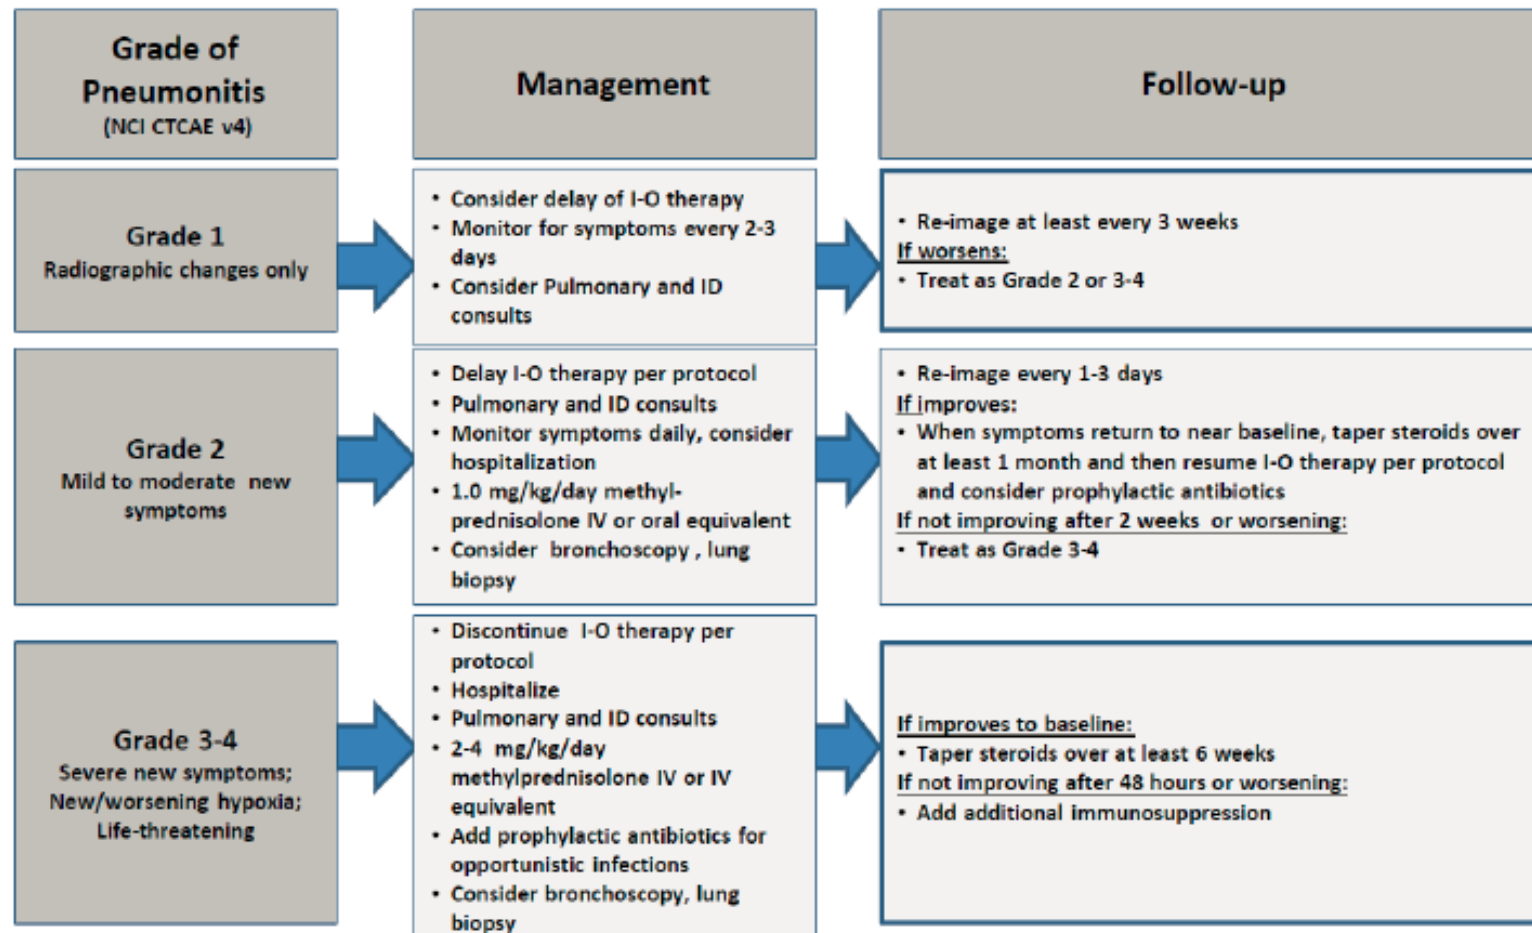 Grade of
Pneumonitis
(NCI CTCAE v4)
Management
Follow-up
Grade 1
Radiographic changes only
• Consider delay of I-O therapy
• Monitor for symptoms every 2-3
days
• Consider Pulmonary and ID
consults
• Re-image at least every 3 weeks
If worsens:
• Treat as Grade 2 or 3-4
Grade 2
Mild to moderate new
symptoms
• Delay I-O therapy per protocol
• Pulmonary and ID consults
• Monitor symptoms daily, consider
hospitalization
• 1.0 mg/kg/day methyl-
prednisolone IV or oral equivalent
• Consider bronchoscopy , lung
biopsy
• Re-image every 1-3 days
If improves:
• When symptoms return to near baseline, taper steroids over
at least 1 month and then resume I-O therapy per protocol
and consider prophylactic antibiotics
If not improving after 2 weeks or worsening:
• Treat as Grade 3-4
Grade 3-4
Severe new symptoms;
New/worsening hypoxia;
Life-threatening
• Discontinue I-O therapy per
protocol
• Hospitalize
• Pulmonary and ID consults
• 2-4 mg/kg/day
methylprednisolone IV or IV
equivalent
• Add prophylactic antibiotics for
opportunistic infections
• Consider bronchoscopy, lung
biopsy
If improves to baseline:
• Taper steroids over at least 6 weeks
If not improving after 48 hours or worsening:
• Add additional immunosuppression